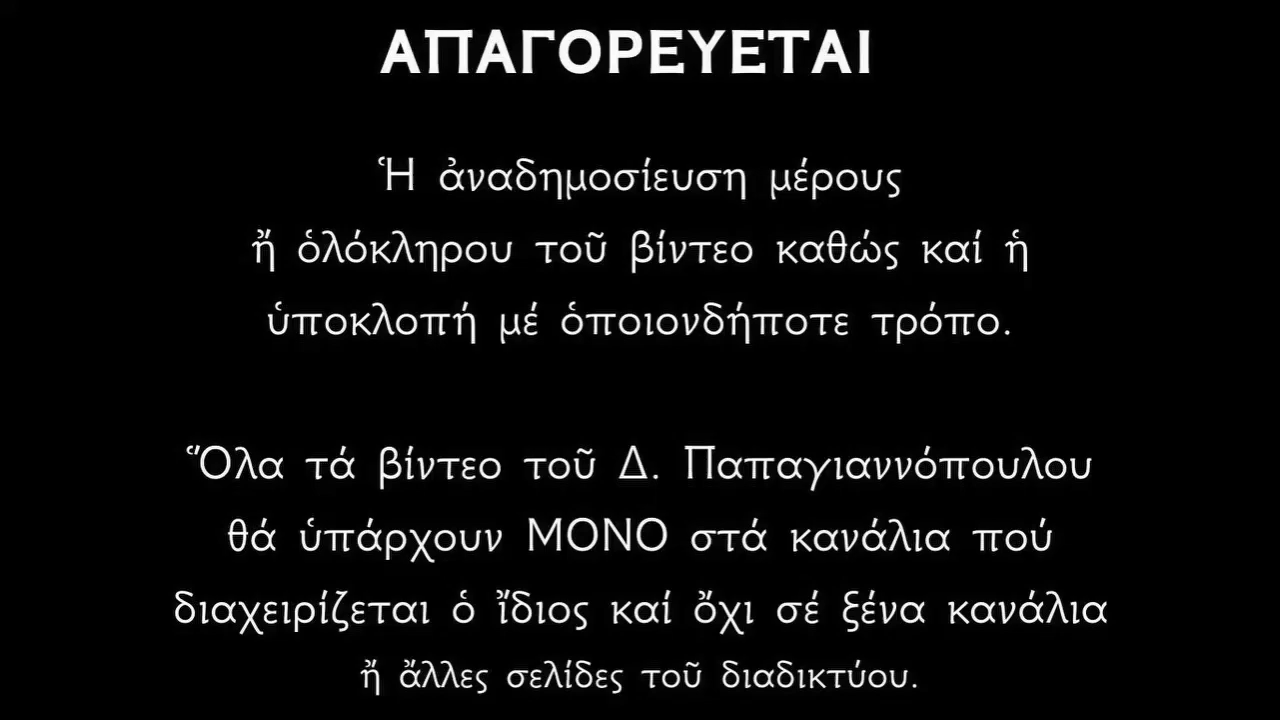 ΑΠΑΓΟΡΕΥΕΤΑΙ
Ἡ ἀναδημοσίευση μέρους
ἤ ὁλόκληρου τοῦ βίντεο καθώς καί ἡ
ὑποκλοπή μέ ὁποιονδήποτε τρόπο.
Ὅλα τά βίντεο τοῦ Δ. Παπαγιαννόπουλου
θά ὑπάρχουν ΜΟΝΟ στά κανάλια πού
διαχειρίζεται ὁ ἴδιος καί ὄχι σέ ξένα κανάλια
ἤ ἄλλες σελίδες τοῦ διαδικτύου.